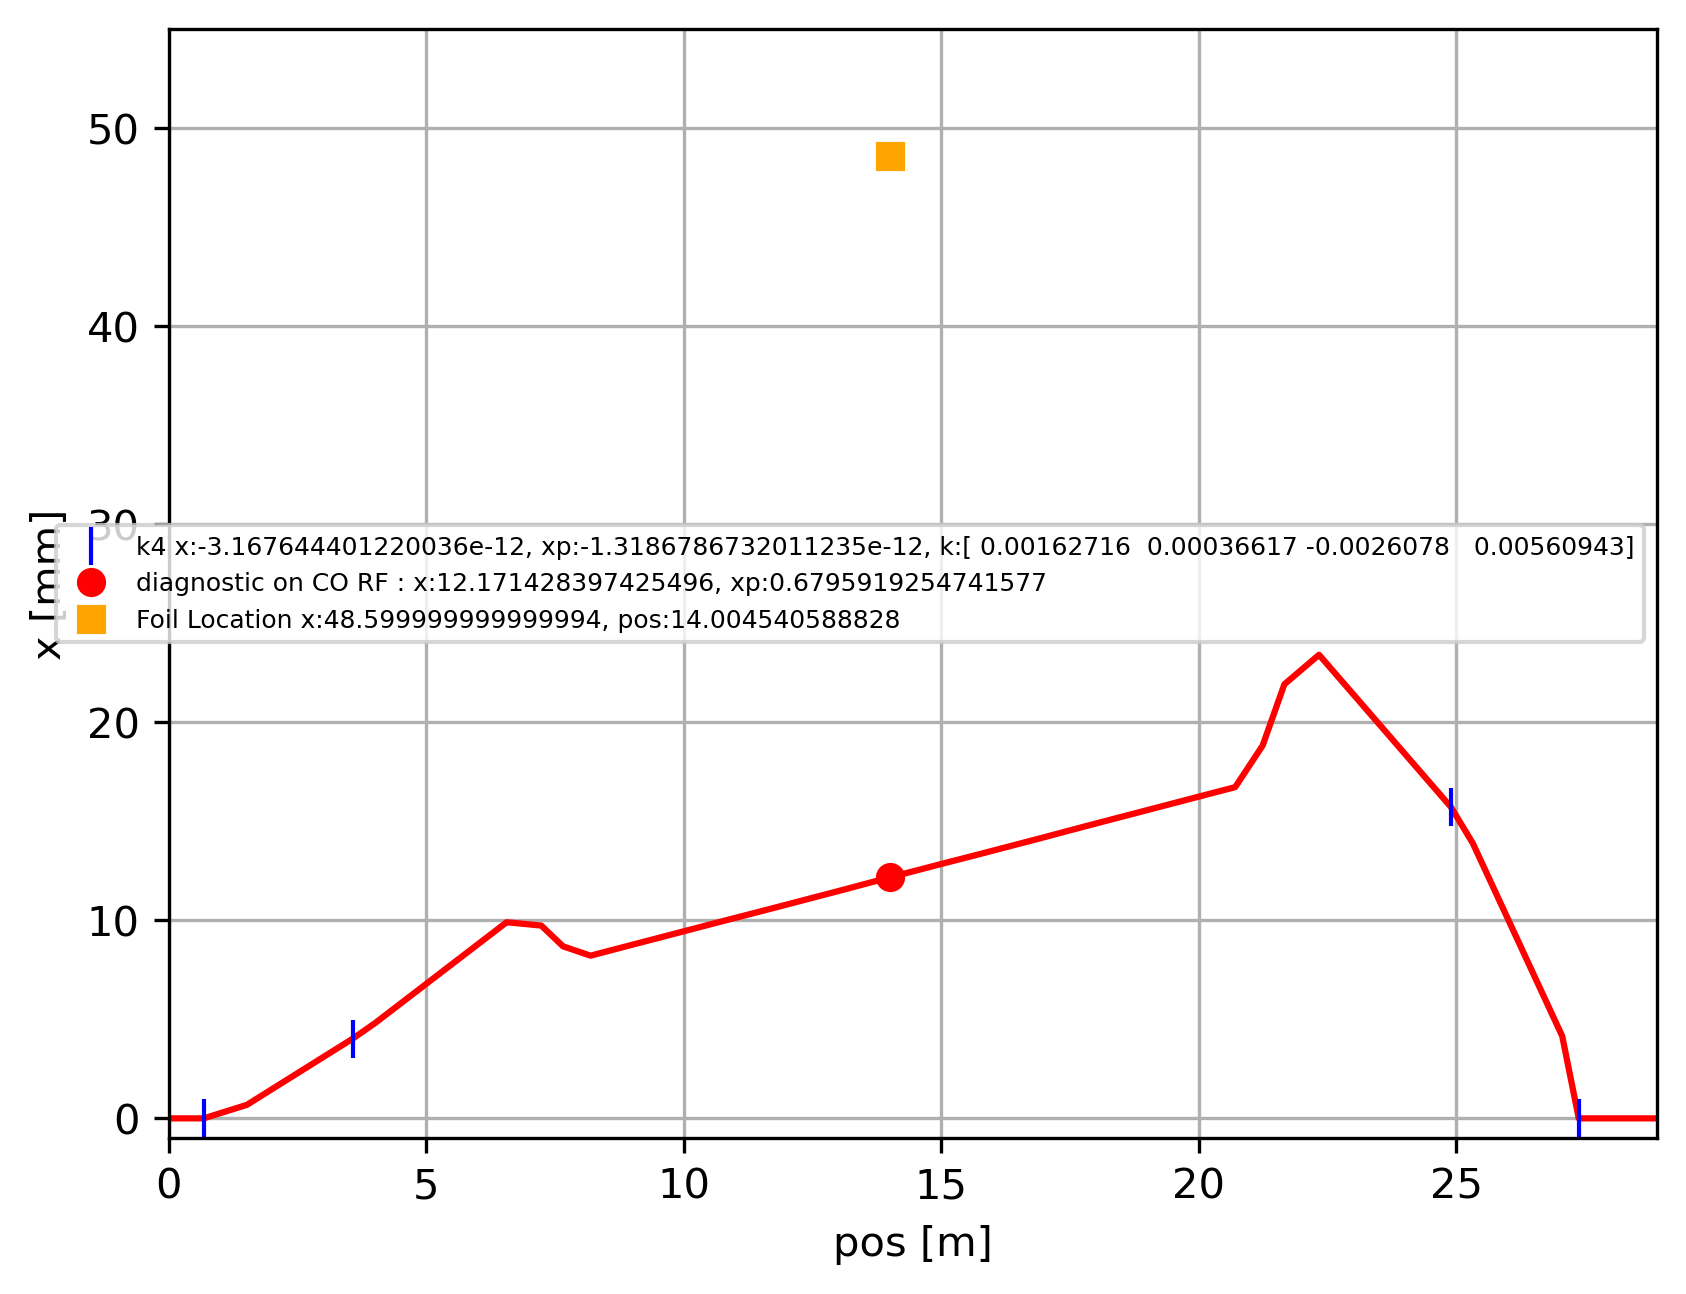 50
40
30
20
10
0
x [mm]
k4 x:-3.167644401220036e-12, xp:-1.3186786732011235e-12, k:[ 0.00162716  0.00036617 -0.0026078   0.00560943]
diagnostic on CO RF : x:12.171428397425496, xp:0.6795919254741577
Foil Location x:48.599999999999994, pos:14.004540588828
0 5 10 15 20 25
pos [m]